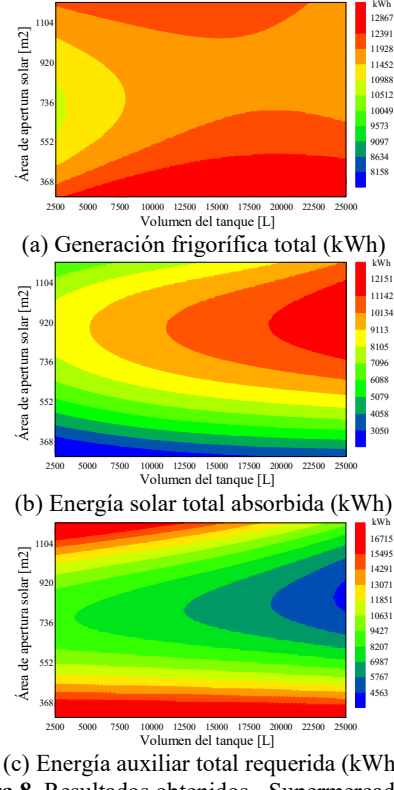 kWh
12867
12391
11928
11452
10988
10512
10049
9573
9097
8634
8158
Área de apertura solar [m2]
1104
920
736
552
368
2500 5000 7500 10000 12500 15000 17500 20000 22500 25000
Volumen del tanque [L]
(a) Generación frigorífica total (kWh)
kWh
12151
11142
10134
9113
8105
7096
6088
5079
4058
3050
Área de apertura solar [m2]
1104
920
736
552
368
2500 5000 7500 10000 12500 15000 17500 20000 22500 25000
Volumen del tanque [L]
(b) Energía solar total absorbida (kWh)
kWh
16715
15495
14291
13071
11851
10631
9427
8207
6987
5767
4563
Área de apertura solar [m2]
1104
920
736
552
368
2500 5000 7500 10000 12500 15000 17500 20000 22500 25000
Volumen del tanque [L]
(c) Energía auxiliar total requerida (kWh
8. Resultados obtenidos - Supermercad